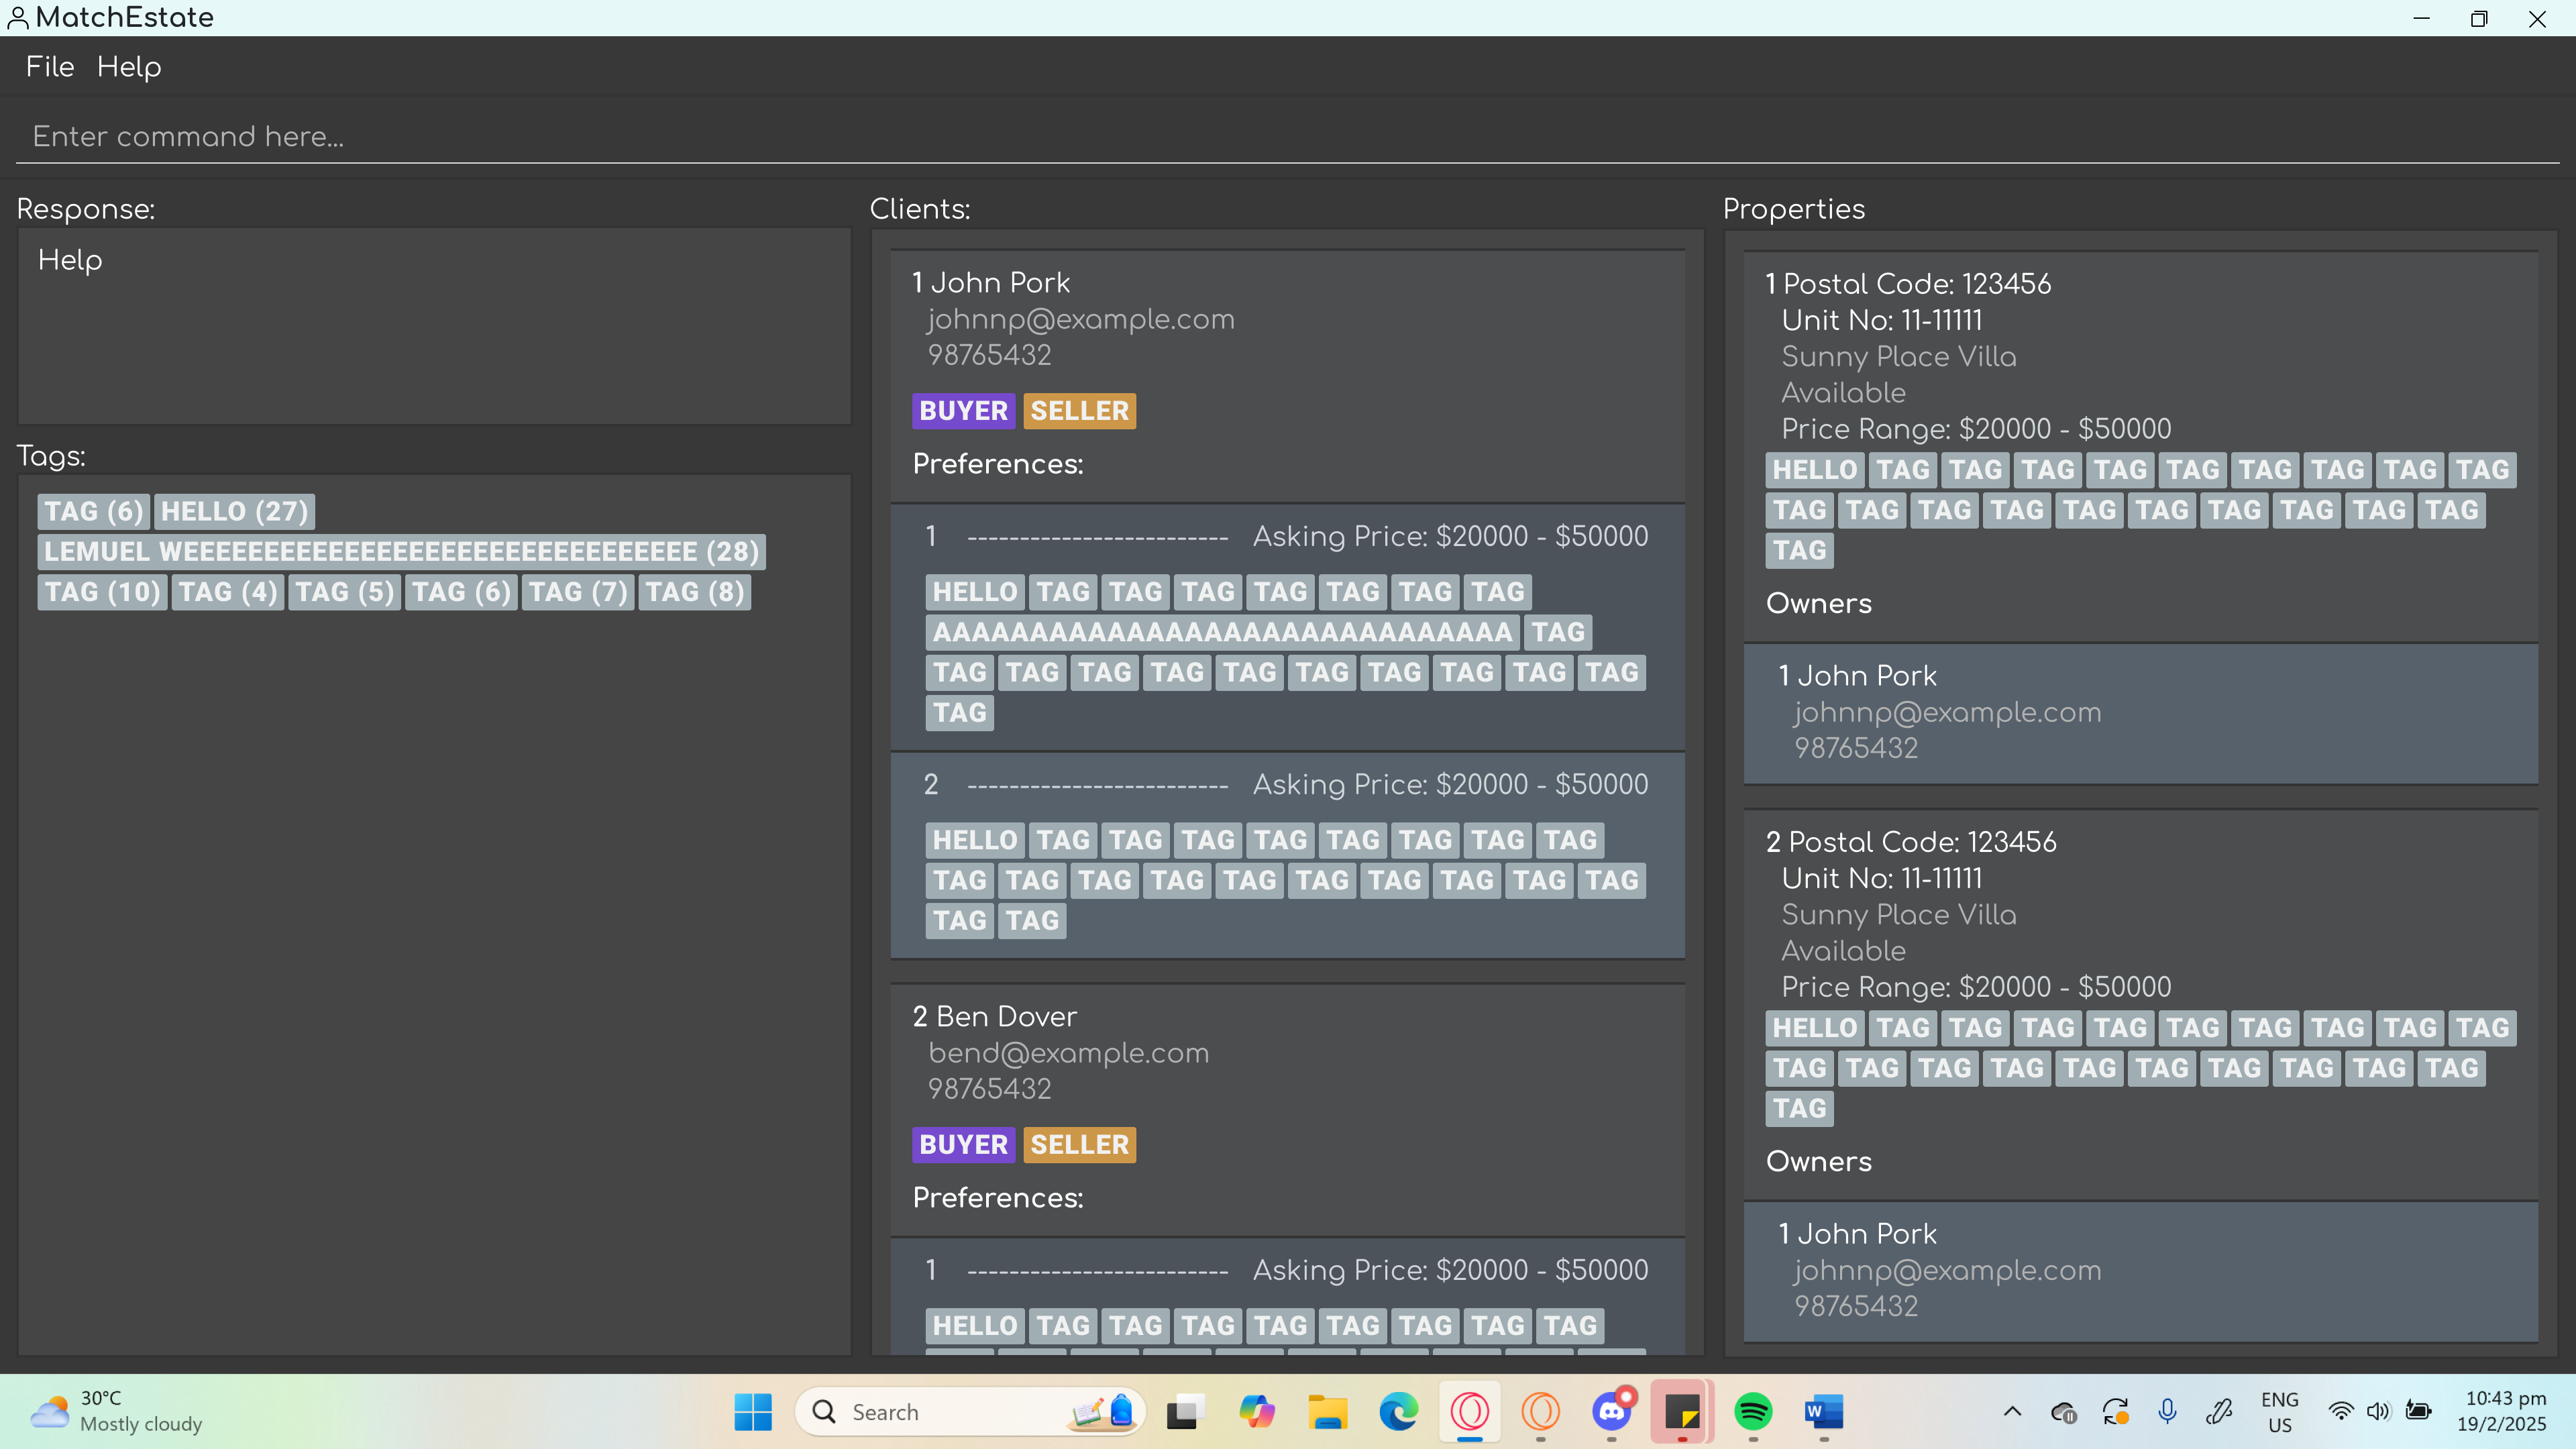 MatchEstate
File Help
Enter command here...
Response:
Help
Tags:
TAG (6) HELLO (27)
LEMUEL WEEEEEEEEEEEEEEEEEEEEEEEEEEEEEEEEE (28)
TAG (10) TAG (4) TAG (5) TAG (6) TAG (7) TAG (8)
Clients:
1 John Pork
johnnp@example.com
98765432
BUYER SELLER
Preferences:
1 ------------------------- Asking Price: $20000 - $50000
HELLO TAG TAG TAG TAG TAG TAG TAG
AAAAAAAAAAAAAAAAAAAAAAAAAAAAAA TAG
TAG TAG TAG TAG TAG TAG TAG TAG TAG TAG
TAG
2 ------------------------- Asking Price: $20000 - $50000
HELLO TAG TAG TAG TAG TAG TAG TAG TAG
TAG TAG TAG TAG TAG TAG TAG TAG TAG TAG
TAG TAG
2 Ben Dover
bend@example.com
98765432
BUYER SELLER
Preferences:
1 ------------------------- Asking Price: $20000 - $50000
HELLO TAG TAG TAG TAG TAG TAG TAG TAG
Properties
1 Postal Code: 123456
Unit No: 11-11111
Sunny Place Villa
Available
Price Range: $20000 - $50000
HELLO TAG TAG TAG TAG TAG TAG TAG TAG TAG
TAG TAG TAG TAG TAG TAG TAG TAG TAG TAG
TAG
Owners
1 John Pork
johnnp@example.com
98765432
2 Postal Code: 123456
Unit No: 11-11111
Sunny Place Villa
Available
Price Range: $20000 - $50000
HELLO TAG TAG TAG TAG TAG TAG TAG TAG TAG
TAG TAG TAG TAG TAG TAG TAG TAG TAG TAG
TAG
Owners
1 John Pork
johnnp@example.com
98765432
30°C
Mostly cloudy
Search
ENG
US
10:43 pm
19/2/2025